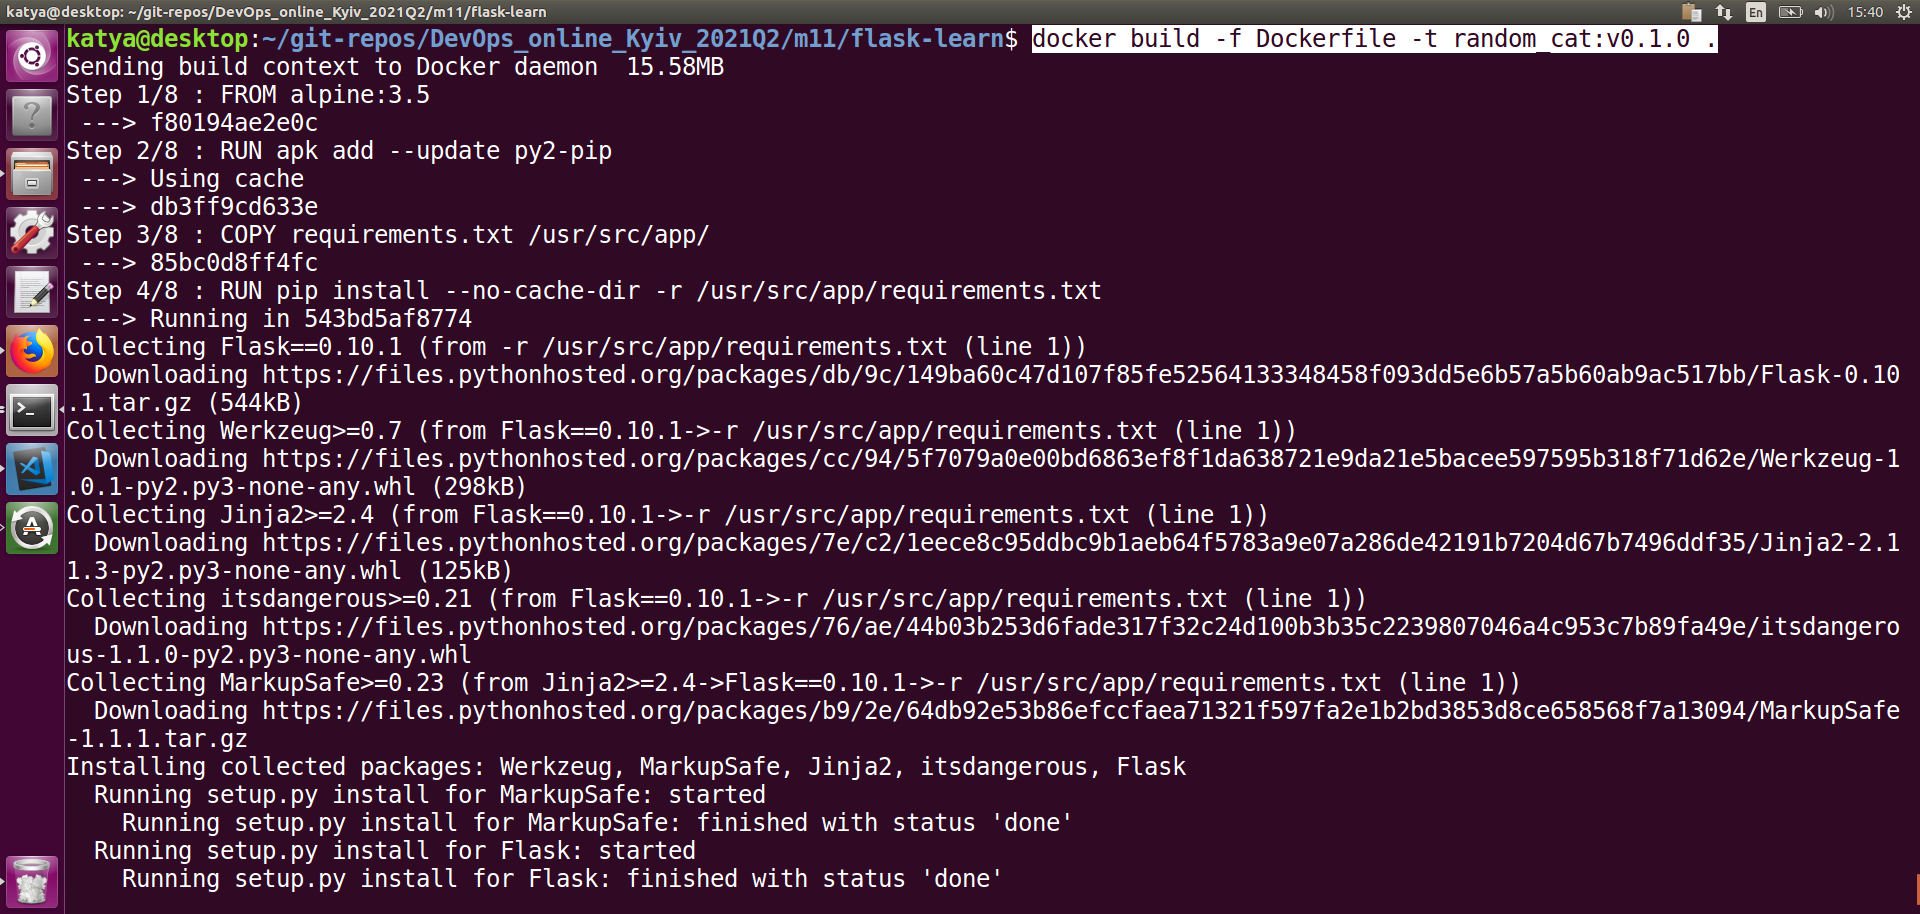 katya@desktop: ~/git-repos/DevOps_online_Kyiv_2021Q2/m11/flask-learn
En
15:40
katya@desktop:~/git-repos/DevOps_online_Kyiv_2021Q2/m11/flask-learn$ docker build -f Dockerfile -t random_cat:v0.1.0 .
Sending build context to Docker daemon  15.58MB
Step 1/8 : FROM alpine:3.5
 ---> f80194ae2e0c
Step 2/8 : RUN apk add --update py2-pip
 ---> Using cache
 ---> db3ff9cd633e
Step 3/8 : COPY requirements.txt /usr/src/app/
 ---> 85bc0d8ff4fc
Step 4/8 : RUN pip install --no-cache-dir -r /usr/src/app/requirements.txt
 ---> Running in 543bd5af8774
Collecting Flask==0.10.1 (from -r /usr/src/app/requirements.txt (line 1))
  Downloading https://files.pythonhosted.org/packages/db/9c/149ba60c47d107f85fe52564133348458f093dd5e6b57a5b60ab9ac517bb/Flask-0.10
.1.tar.gz (544kB)
Collecting Werkzeug>=0.7 (from Flask==0.10.1->-r /usr/src/app/requirements.txt (line 1))
  Downloading https://files.pythonhosted.org/packages/cc/94/5f7079a0e00bd6863ef8f1da638721e9da21e5bacee597595b318f71d62e/Werkzeug-1
.0.1-py2.py3-none-any.whl (298kB)
Collecting Jinja2>=2.4 (from Flask==0.10.1->-r /usr/src/app/requirements.txt (line 1))
  Downloading https://files.pythonhosted.org/packages/7e/c2/1eece8c95ddbc9b1aeb64f5783a9e07a286de42191b7204d67b7496ddf35/Jinja2-2.1
1.3-py2.py3-none-any.whl (125kB)
Collecting itsdangerous>=0.21 (from Flask==0.10.1->-r /usr/src/app/requirements.txt (line 1))
  Downloading https://files.pythonhosted.org/packages/76/ae/44b03b253d6fade317f32c24d100b3b35c2239807046a4c953c7b89fa49e/itsdangero
us-1.1.0-py2.py3-none-any.whl
Collecting MarkupSafe>=0.23 (from Jinja2>=2.4->Flask==0.10.1->-r /usr/src/app/requirements.txt (line 1))
  Downloading https://files.pythonhosted.org/packages/b9/2e/64db92e53b86efccfaea71321f597fa2e1b2bd3853d8ce658568f7a13094/MarkupSafe
-1.1.1.tar.gz
Installing collected packages: Werkzeug, MarkupSafe, Jinja2, itsdangerous, Flask
  Running setup.py install for MarkupSafe: started
    Running setup.py install for MarkupSafe: finished with status 'done'
  Running setup.py install for Flask: started
    Running setup.py install for Flask: finished with status 'done'